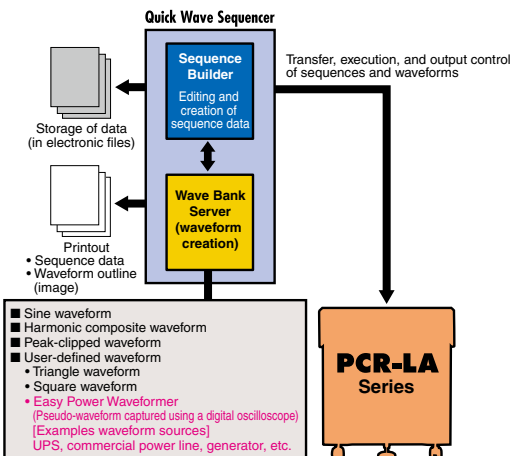 Quick Wave Sequencer
Sequence
Builder
Editing and
creation of
sequence data
Transfer, execution, and output control
of sequences and waveforms
Storage of data
(in electronic files)
Wave Bank
Server
(waveform
creation)
Printout
• Sequence data
• Waveform outline
(image)
■ Sine waveform
■ Harmonic composite waveform
■ Peak-clipped waveform
■ User-defined waveform
• Triangle waveform
• Square waveform
• Easy Power Waveformer
(Pseudo-waveform captured using a digital oscilloscope)
[Examples waveform sources]
UPS, commercial power line, generator, etc.
PCR-LA
Series